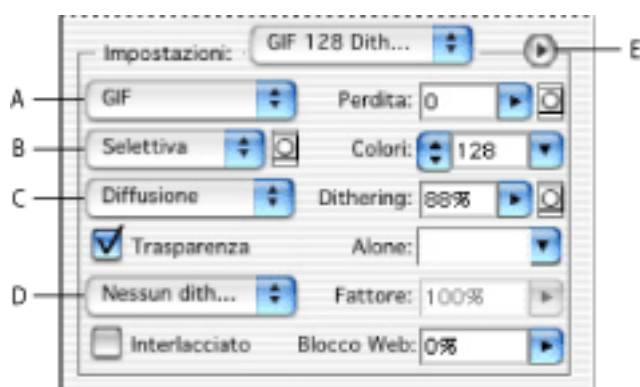 Impostazioni: GIF 128 Dith... E
A GIF Perdita: 0
B Selettiva Colori: 128
C Diffusione Dithering: 88%
Trasparenza Alone:
D Nessun dith... Fattore: 100%
Interlacciato Blocco Web: 0%